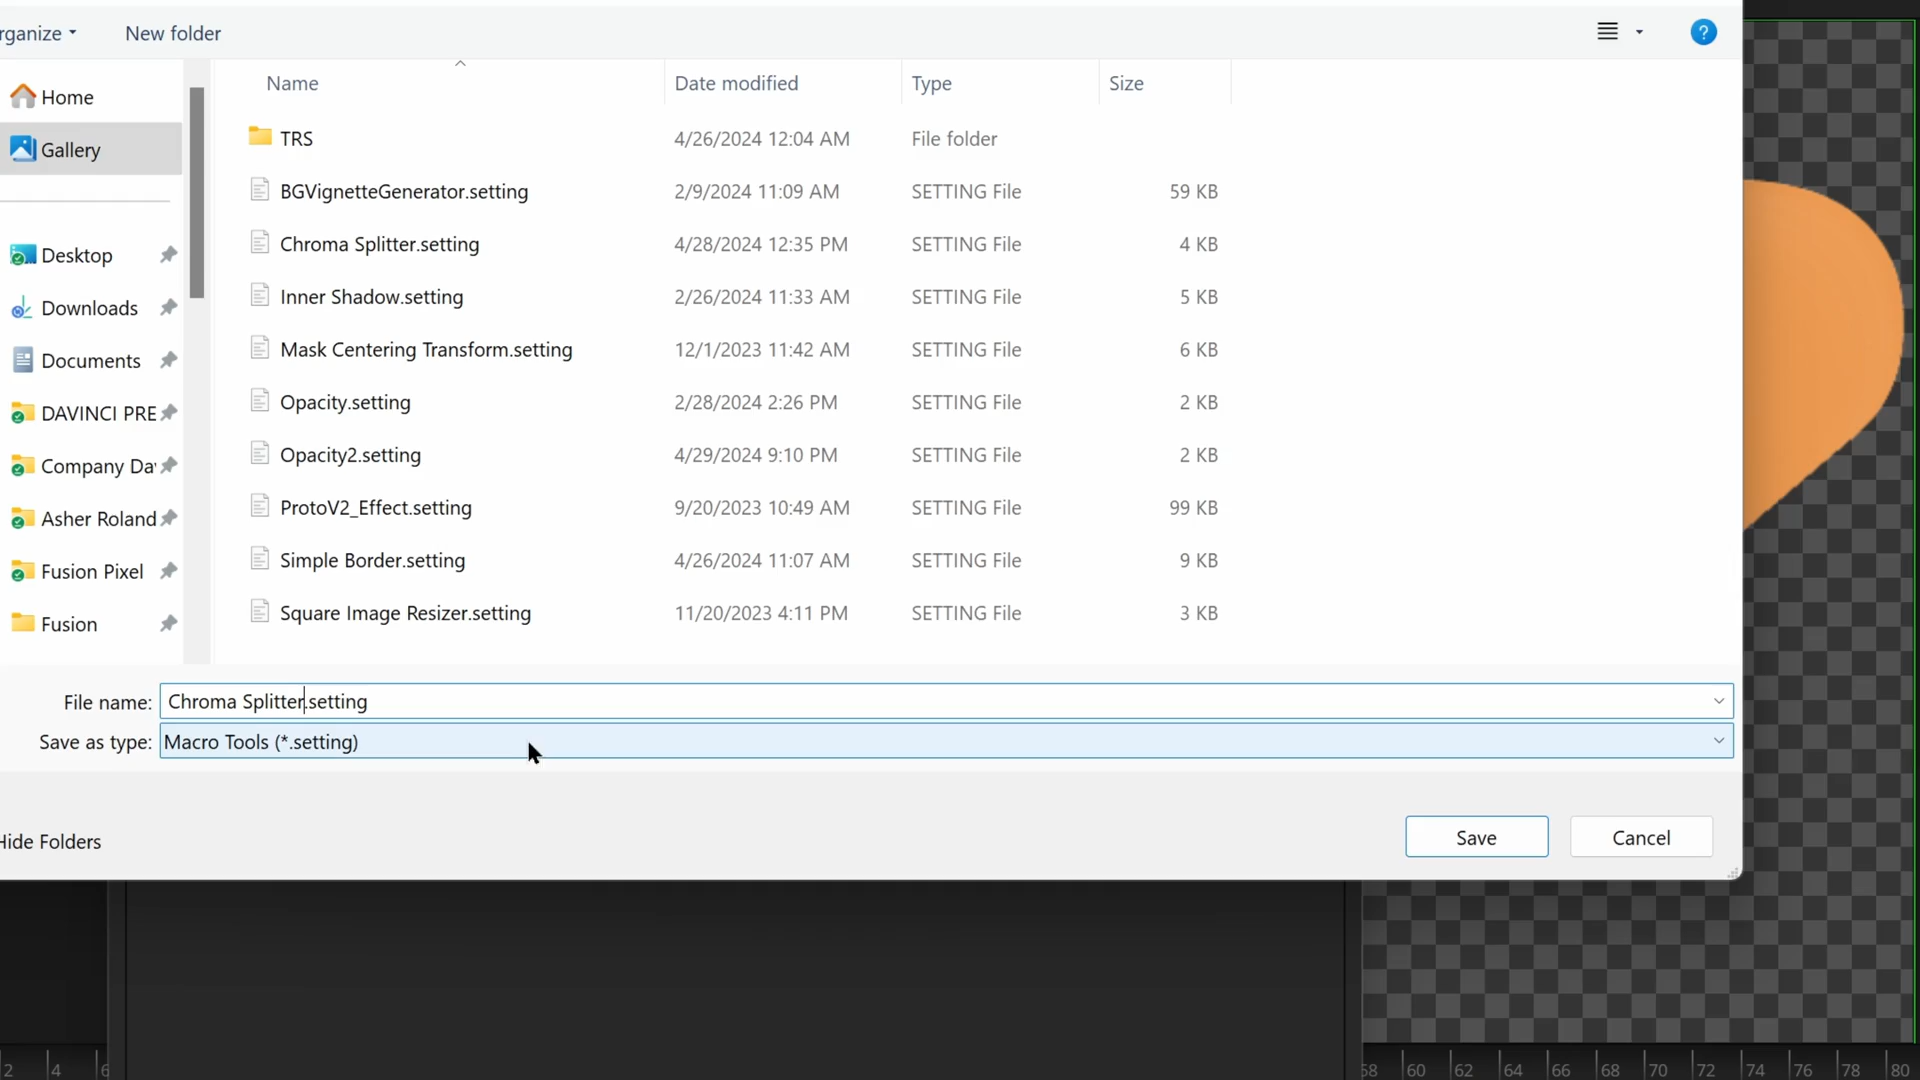 rganize
New folder
?
Name Date modified Type Size
Home
Gallery
Desktop
Downloads
Documents
DAVINCI PRE
Company Da
Asher Roland
Fusion Pixel
Fusion
TRS 4/26/2024 12:04 AM File folder
BGVignetteGenerator.setting 2/9/2024 11:09 AM SETTING File 59 KB
Chroma Splitter.setting 4/28/2024 12:35 PM SETTING File 4 KB
Inner Shadow.setting 2/26/2024 11:33 AM SETTING File 5 KB
Mask Centering Transform.setting 12/1/2023 11:42 AM SETTING File 6 KB
Opacity.setting 2/28/2024 2:26 PM SETTING File 2 KB
Opacity2.setting 4/29/2024 9:10 PM SETTING File 2 KB
ProtoV2_Effect.setting 9/20/2023 10:49 AM SETTING File 99 KB
Simple Border.setting 4/26/2024 11:07 AM SETTING File 9 KB
Square Image Resizer.setting 11/20/2023 4:11 PM SETTING File 3 KB
File name: Chroma Splitter.setting
Save as type: Macro Tools (*.setting)
Hide Folders
Save
Cancel
2 4 6 58 60 62 64 66 68 70 72 74 76 78 80